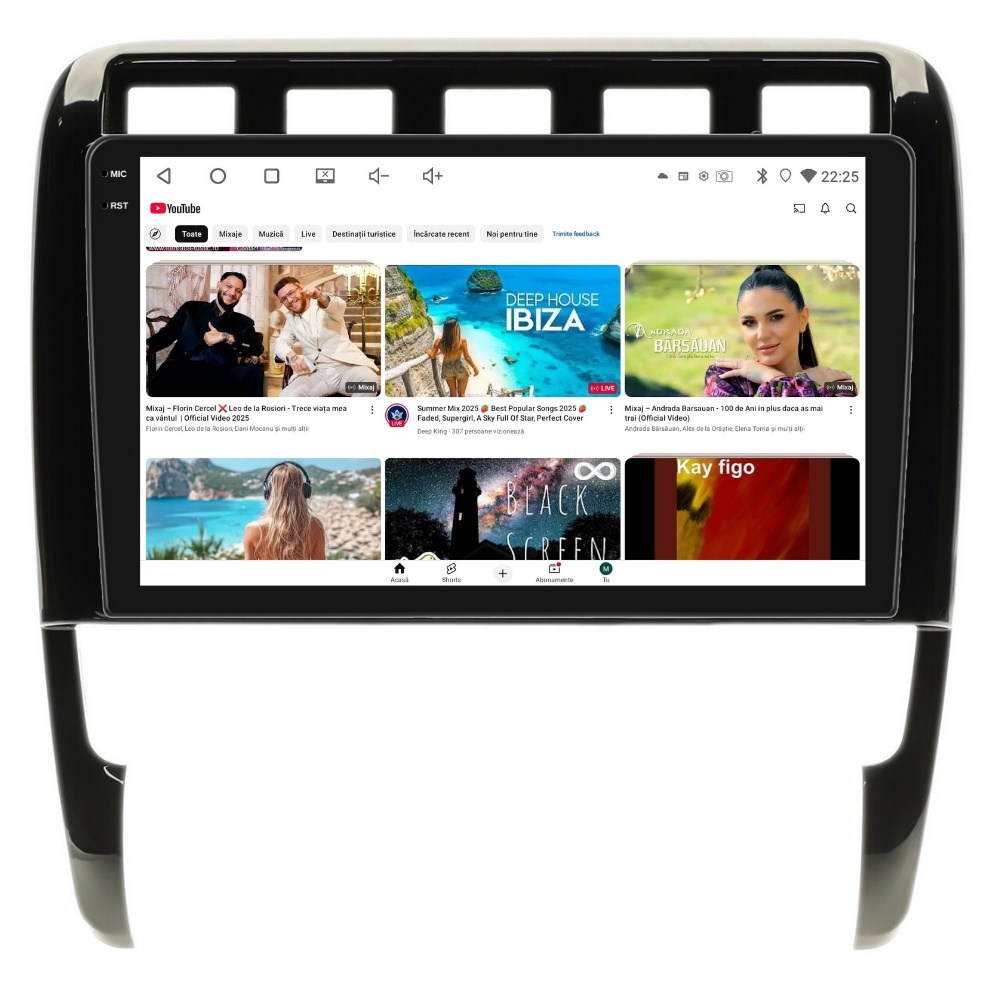 MIC
RST
22:25
YouTube
Toate
Mixaje
Muzică
Live
Destinații turistice
Încărcate recent
Noi pentru tine
Trimite feedback
DEEP HOUSE
IBIZA
ANDRADA
BÂRSĂUAN
Mixaj
LIVE
Mixaj
Mixaj – Florin Cercel ❌ Leo de la Rosiori - Trece viața mea
ca vântul | Official Video 2025
Florin Cercel, Leo de la Rosiori, Dani Mocanu și mulți alții
LIVE
Summer Mix 2025 🍓 Best Popular Songs 2025 🍓
Faded, Supergirl, A Sky Full Of Star, Perfect Cover
Deep King · 307 persoane vizionează
Mixaj – Andrada Barsauan - 100 de Ani in plus daca as mai
trai (Official Video)
Andrada Bârsăuan, Alex de la Orăștie, Elena Toma și mulți alții
BLACK
SCREEN
Kay figo
Acasă
Shorts
Abonamente
M
Tu